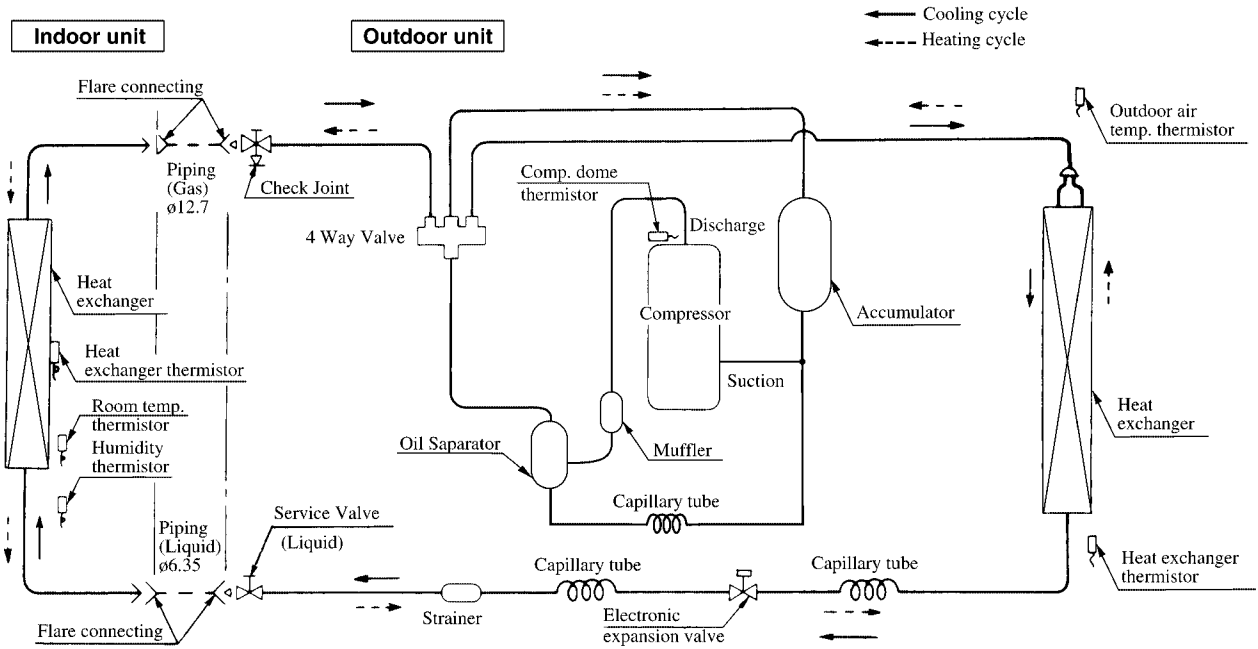 Cooling cycle
Heating cycle
Indoor unit
Outdoor unit
Flare connecting
Outdoor air
temp. thermistor
Piping
(Gas)
ø12.7
Check Joint
Comp. dome
thermistor
Discharge
4 Way Valve
Heat
exchanger
Compressor
Accumulator
Heat
exchanger thermistor
Suction
Room temp.
thermistor
Humidity
thermistor
Heat
exchanger
Oil Saparator
Muffler
Capillary tube
Service Valve
(Liquid)
Piping
(Liquid)
ø6.35
Capillary tube
Capillary tube
Heat exchanger
thermistor
Strainer
Electronic
expansion valve
Flare connecting